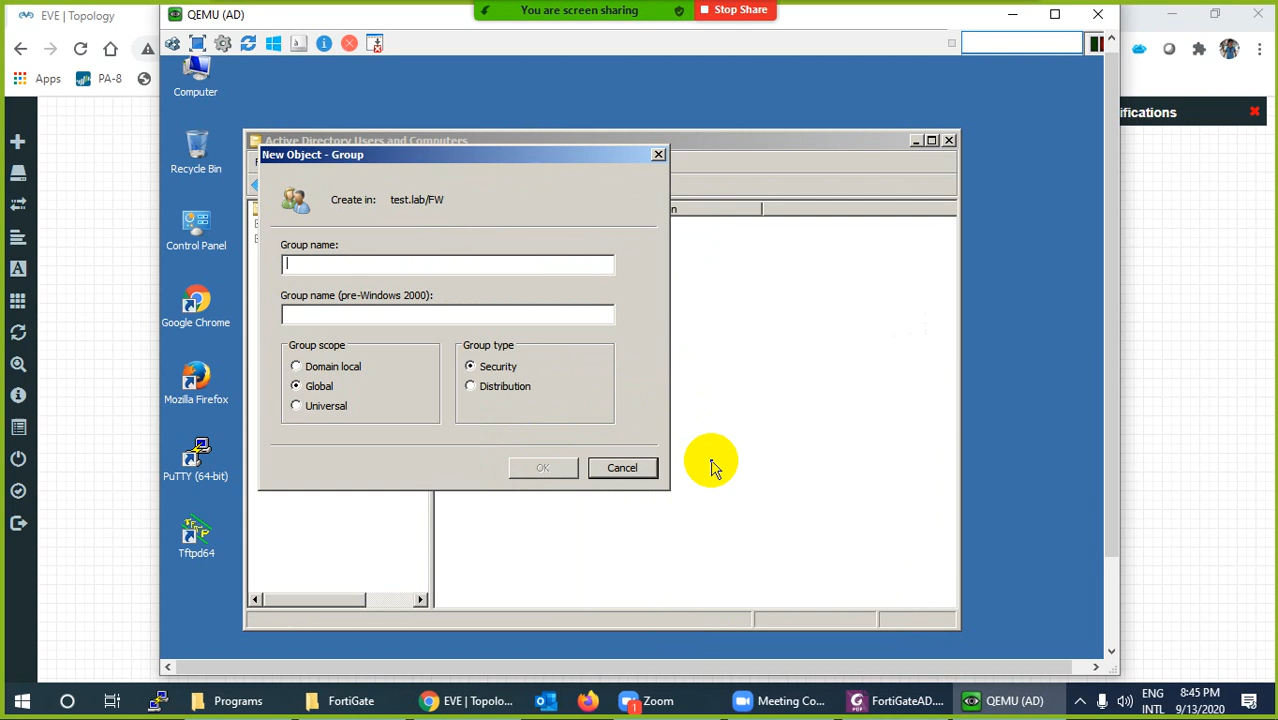 EVE | Topology
QEMU (AD)
You are screen sharing
Stop Share
Apps
PA-8
ifications
Computer
Recycle Bin
Control Panel
Google Chrome
Mozilla Firefox
PuTTY (64-bit)
Tftpd64
Active Directory Users and Computers
New Object - Group
Create in: test.lab/FW
Group name:
Group name (pre-Windows 2000):
Group scope
Domain local
Global
Universal
Group type
Security
Distribution
OK
Cancel
Programs
FortiGate
EVE | Topolo...
Zoom
1
Meeting Co...
FortiGateAD....
QEMU (AD)
ENG
INTL
8:45 PM
9/13/2020